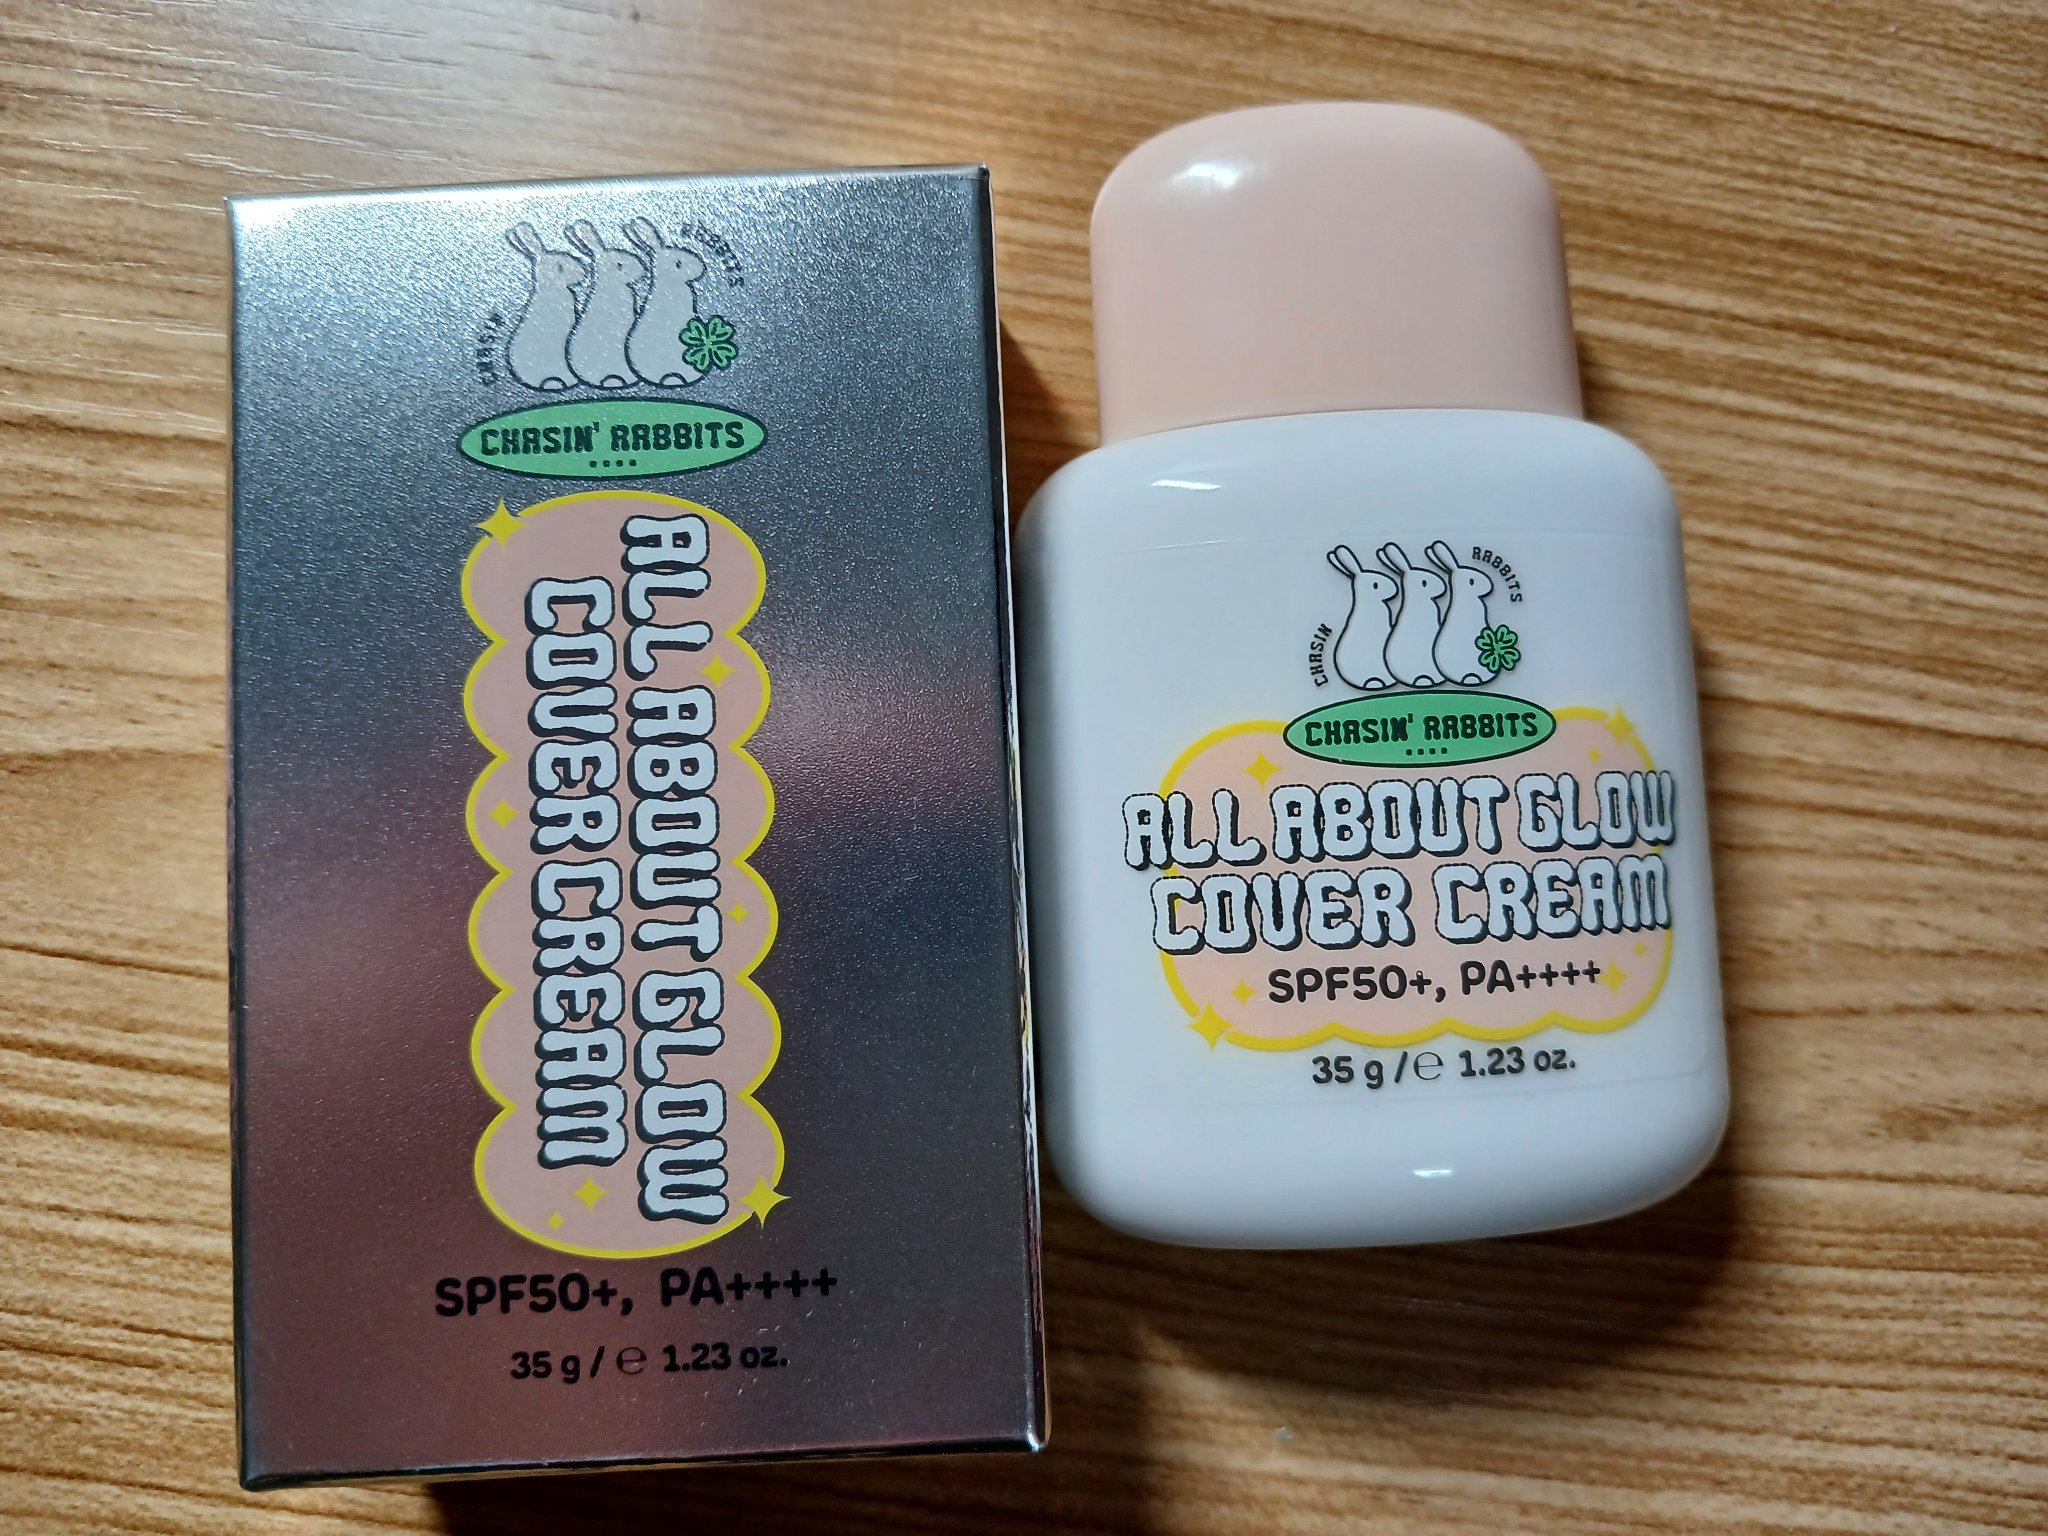 CHASIN RABBITS
CHASIN' RABBITS
ALL ABOUT GLOW
COVER CREAM
SPF50+, PA++++
35 g / ℮ 1.23 oz.
CHASIN RABBITS
CHASIN' RABBITS
ALL ABOUT GLOW
COVER CREAM
SPF50+, PA++++
35 g / ℮ 1.23 oz.